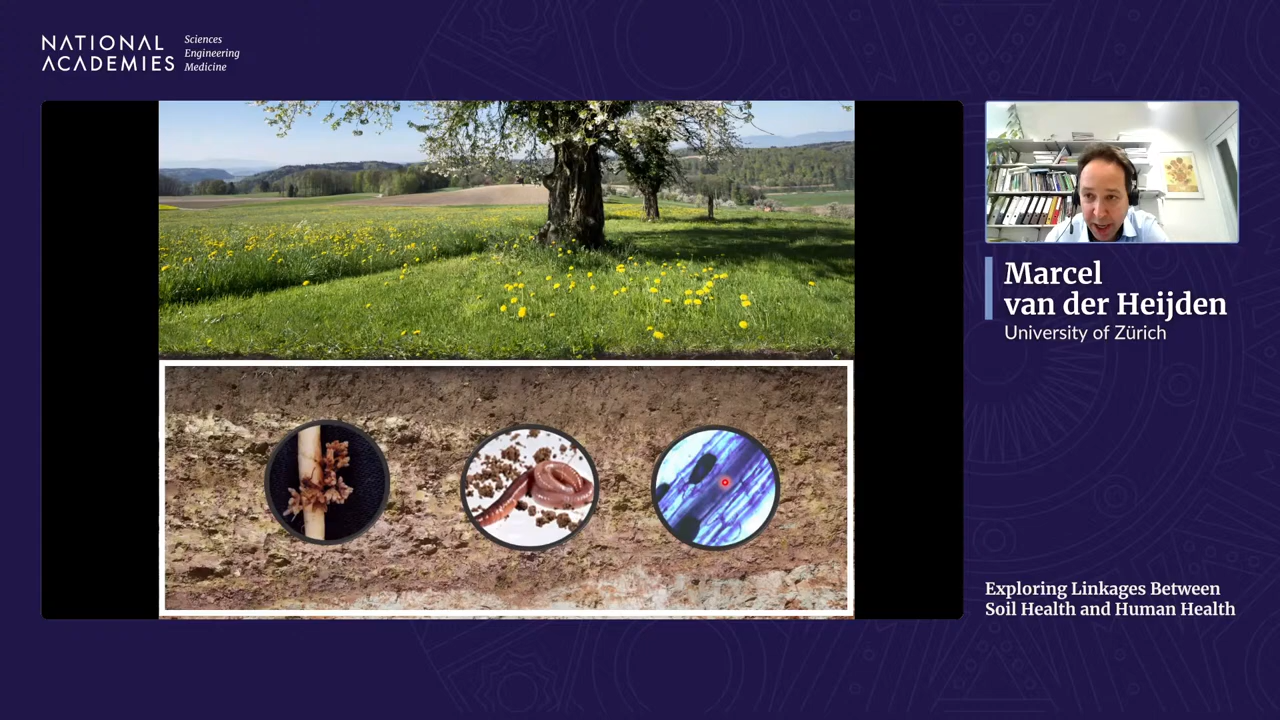 NATIONAL
ACADEMIES
Sciences
Engineering
Medicine
Marcel
van der Heijden
University of Zürich
Exploring Linkages Between
Soil Health and Human Health